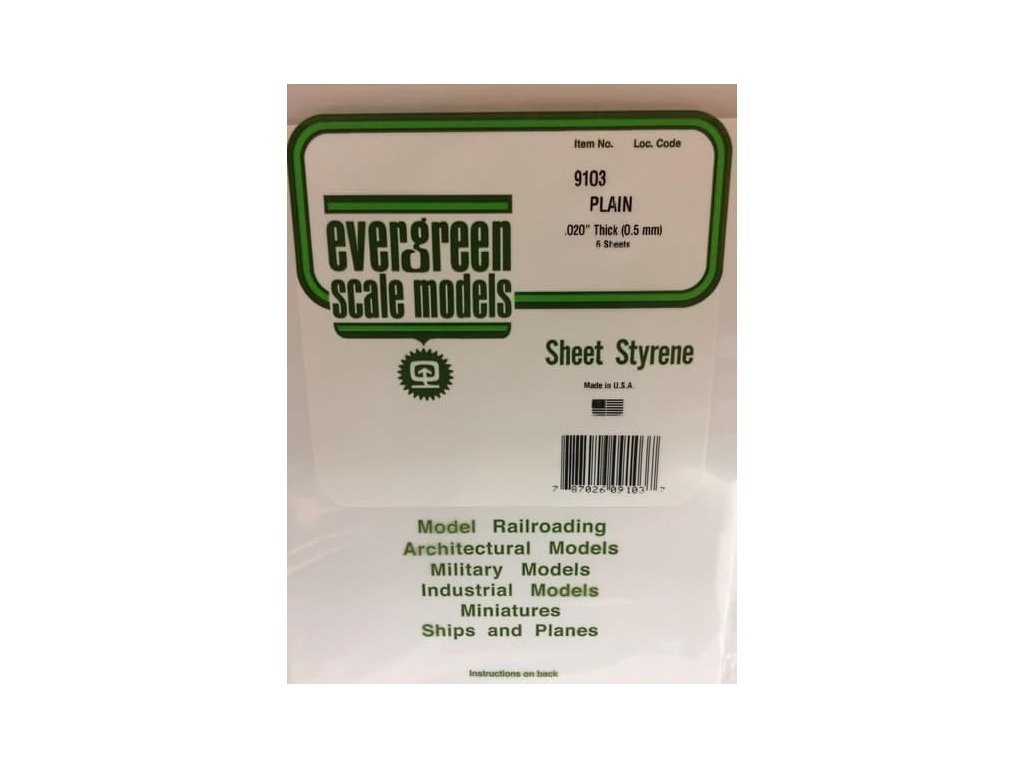 Item No. Loc. Code
9103
PLAIN
.020" Thick (0.5 mm)
6 Sheets
evergreen
scale models
Sheet Styrene
Made in U.S.A
7 87026 09103 7
Model Railroading
Architectural Models
Military Models
Industrial Models
Miniatures
Ships and Planes
Instructions on back